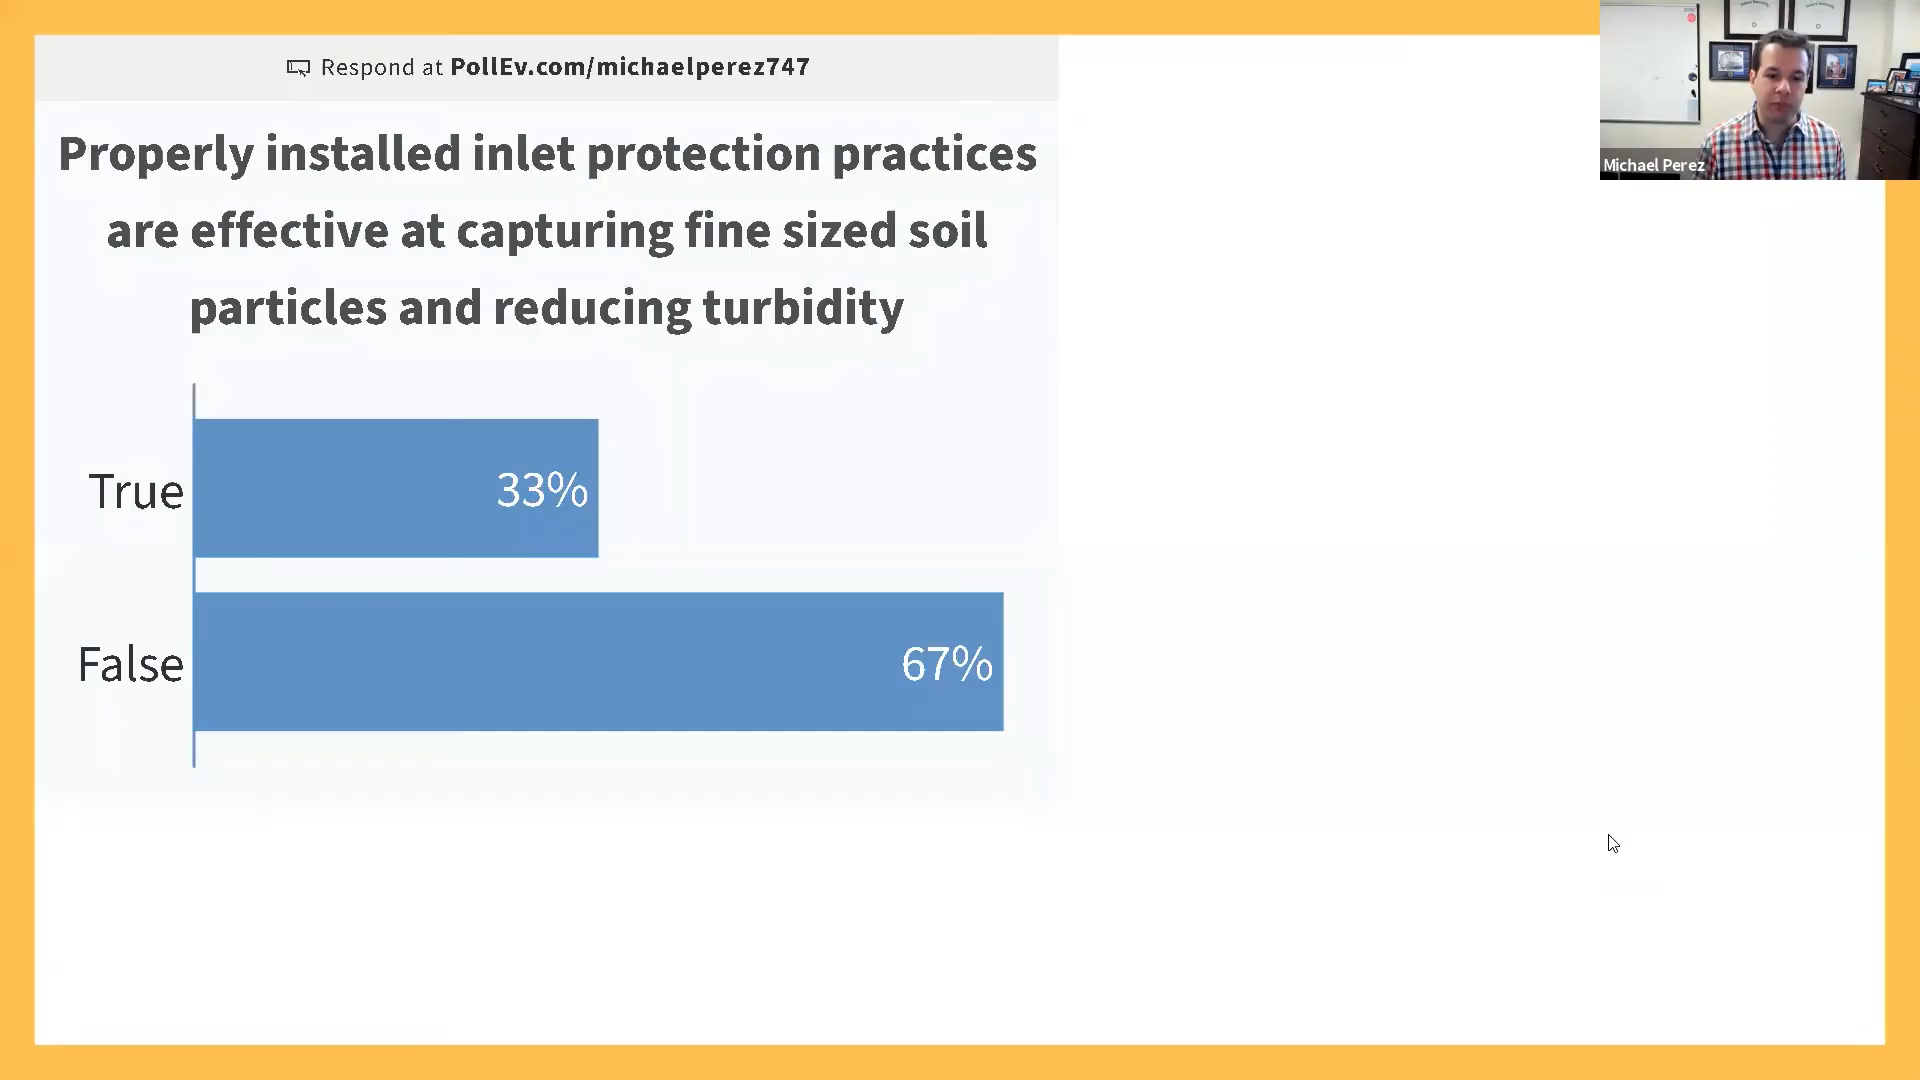 Respond at PollEv.com/michaelperez747
Properly installed inlet protection practices
are effective at capturing fine sized soil
particles and reducing turbidity
True
33%
False
67%
Michael Perez